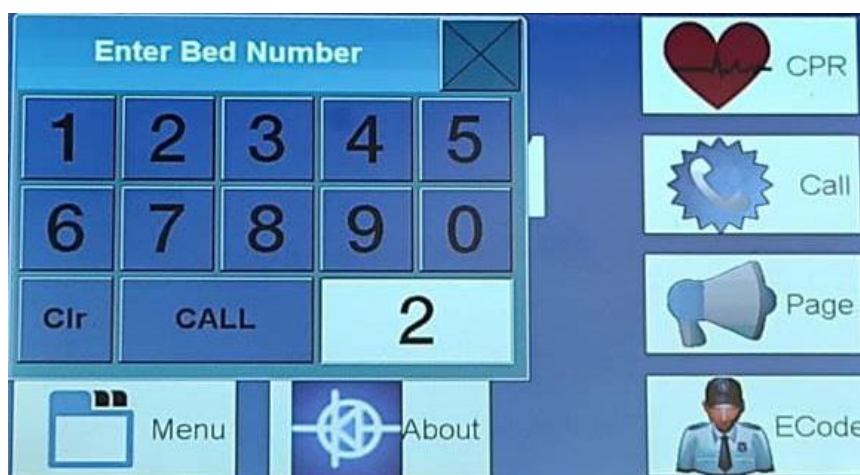 Enter Bed Number
1 2 3 4 5
6 7 8 9 0
Clr CALL 2
CPR
Call
Page
ECode
Menu
About